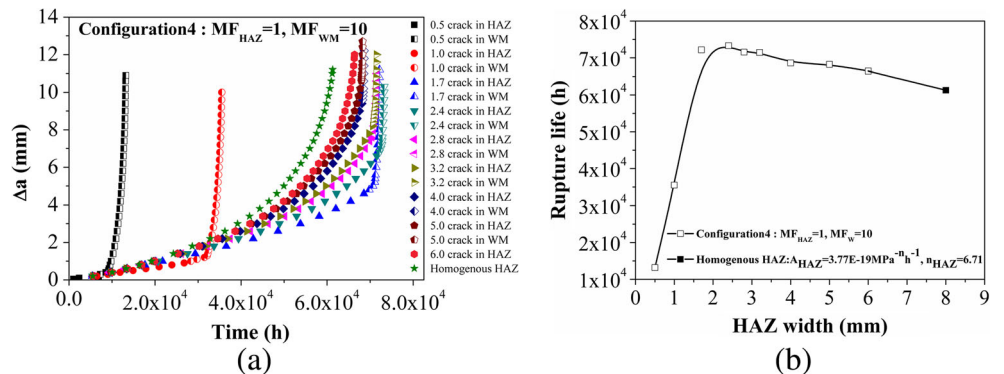 Configuration4 : MF_HAZ=1, MF_WM=10
Δa (mm)
14
12
10
8
6
4
2
0
0.0
2.0x10^4
4.0x10^4
6.0x10^4
8.0x10^4
Time (h)
0.5 crack in HAZ
0.5 crack in WM
1.0 crack in HAZ
1.0 crack in WM
1.7 crack in HAZ
1.7 crack in WM
2.4 crack in HAZ
2.4 crack in WM
2.8 crack in HAZ
2.8 crack in WM
3.2 crack in HAZ
3.2 crack in WM
4.0 crack in HAZ
4.0 crack in WM
5.0 crack in HAZ
5.0 crack in WM
6.0 crack in HAZ
Homogenous HAZ
(a)
Rupture life (h)
8x10^4
7x10^4
6x10^4
5x10^4
4x10^4
3x10^4
2x10^4
1x10^4
Configuration4 : MF_HAZ=1, MF_W=10
Homogenous HAZ:A_HAZ=3.77E-19MPa^-n h^-1, n_HAZ=6.71
0
1
2
3
4
5
6
7
8
9
HAZ width (mm)
(b)